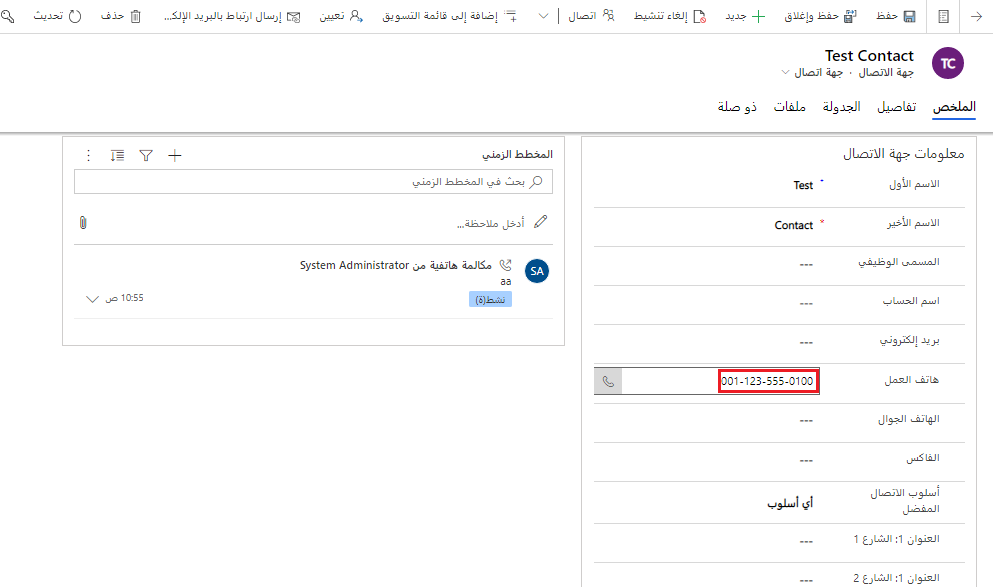 حفظ
حفظ وإغلاق
جديد
إلغاء تنشيط
اتصال
إضافة إلى قائمة التسويق
تعيين
إرسال ارتباط بالبريد الإلكـ...
حذف
تحديث
TC
Test Contact
جهة الاتصال · جهة اتصال
الملخص
تفاصيل
الجدولة
ملفات
ذو صلة
معلومات جهة الاتصال
الاسم الأول
Test
الاسم الأخير
* Contact
المسمى الوظيفي
---
اسم الحساب
---
بريد إلكتروني
---
هاتف العمل
001-123-555-0100
الهاتف الجوال
---
الفاكس
---
أسلوب الاتصال
المفضل
أي أسلوب
العنوان 1: الشارع 1
---
العنوان 1: الشارع 2
---
المخطط الزمني
بحث في المخطط الزمني
أدخل ملاحظة...
SA
مكالمة هاتفية من System Administrator
aa
نشط(ة)
10:55 ص